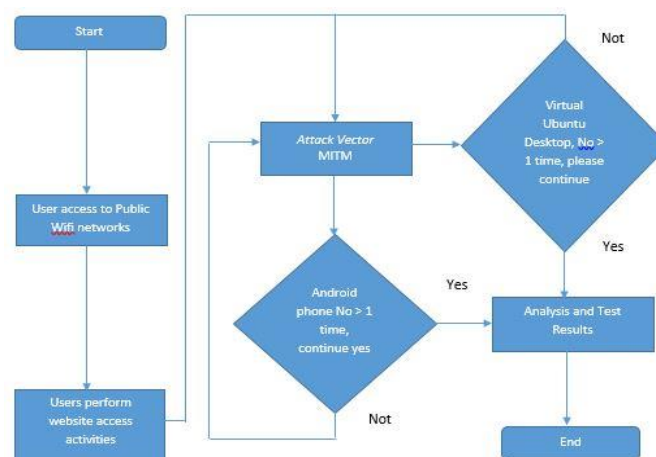 Start
User access to Public
Wifi networks
Users perform
website access
activities
Attack Vector
MITM
Android
phone No > 1
time,
continue yes
Yes
Not
Not
Virtual
Ubuntu
Desktop, No >
1 time, please
continue
Yes
Analysis and Test
Results
End